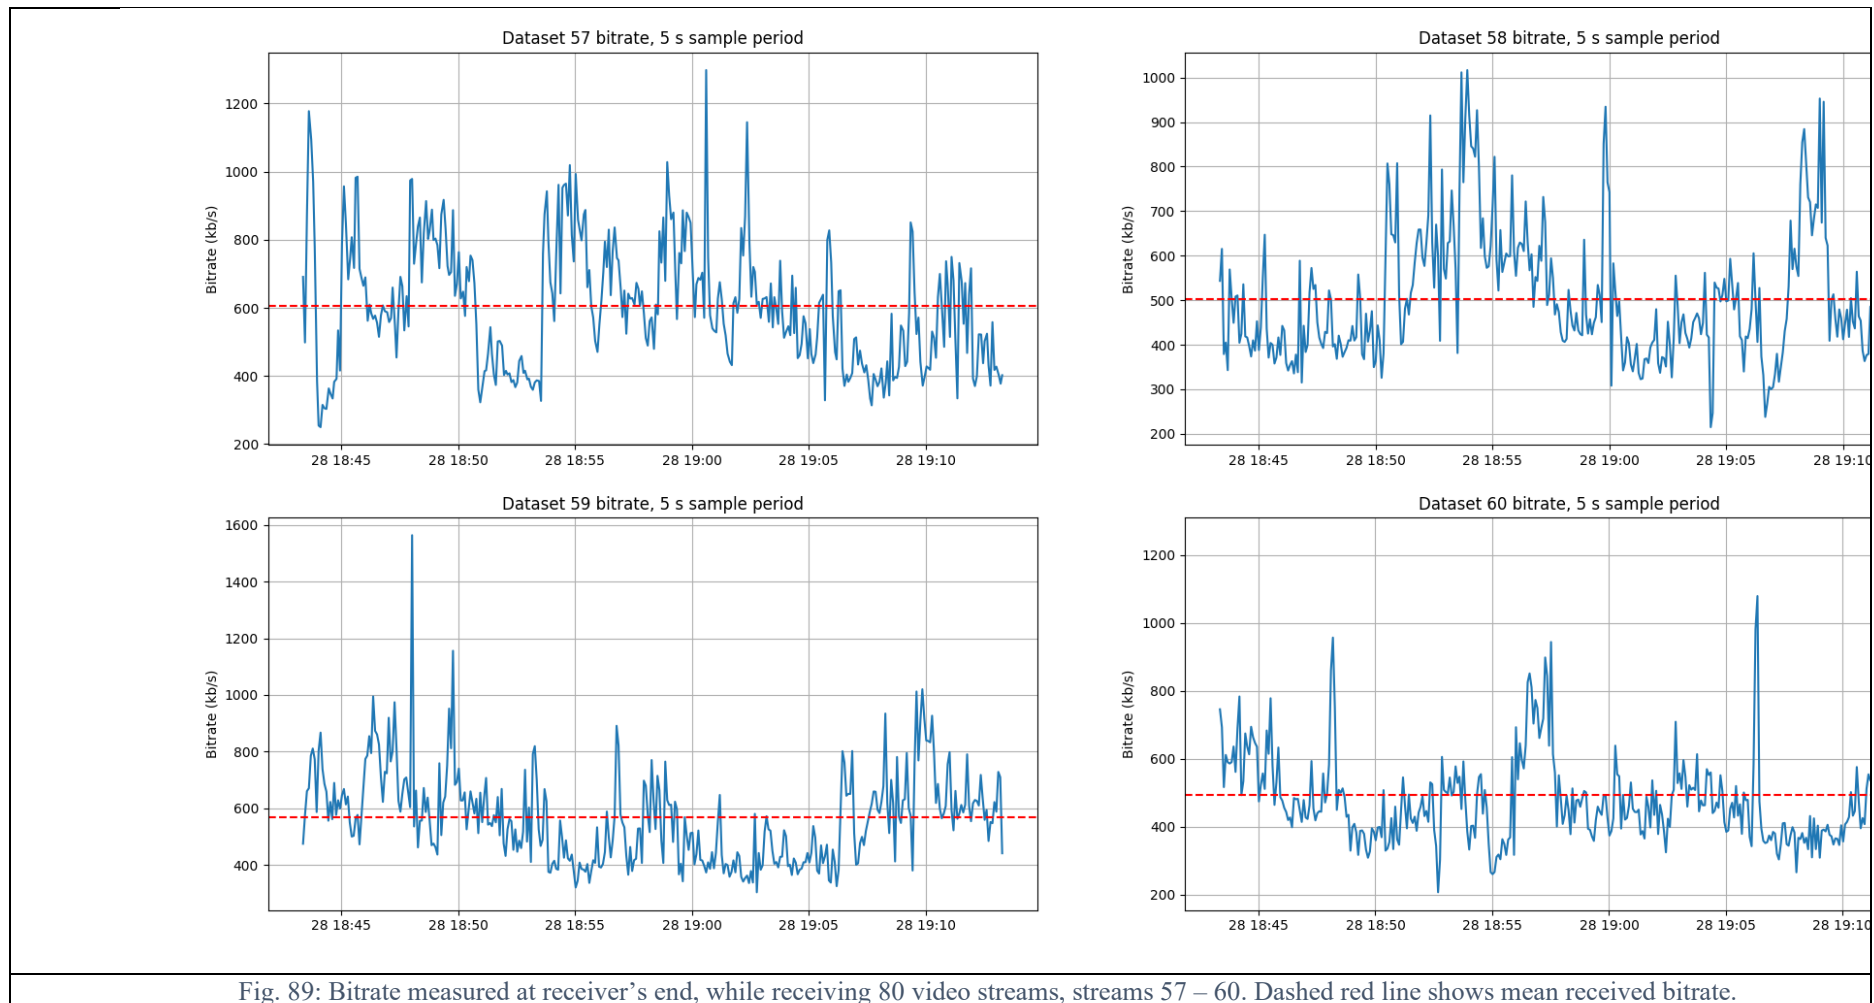 Dataset 57 bitrate, 5 s sample period
Bitrate (kb/s)
1200
1000
800
600
400
200
28 18:45 28 18:50 28 18:55 28 19:00 28 19:05 28 19:10
Dataset 58 bitrate, 5 s sample period
Bitrate (kb/s)
1000
900
800
700
600
500
400
300
200
28 18:45 28 18:50 28 18:55 28 19:00 28 19:05 28 19:10
Dataset 59 bitrate, 5 s sample period
Bitrate (kb/s)
1600
1400
1200
1000
800
600
400
28 18:45 28 18:50 28 18:55 28 19:00 28 19:05 28 19:10
Dataset 60 bitrate, 5 s sample period
Bitrate (kb/s)
1200
1000
800
600
400
200
28 18:45 28 18:50 28 18:55 28 19:00 28 19:05 28 19:10
Fig. 89: Bitrate measured at receiver’s end, while receiving 80 video streams, streams 57 – 60. Dashed red line shows mean received bitrate.